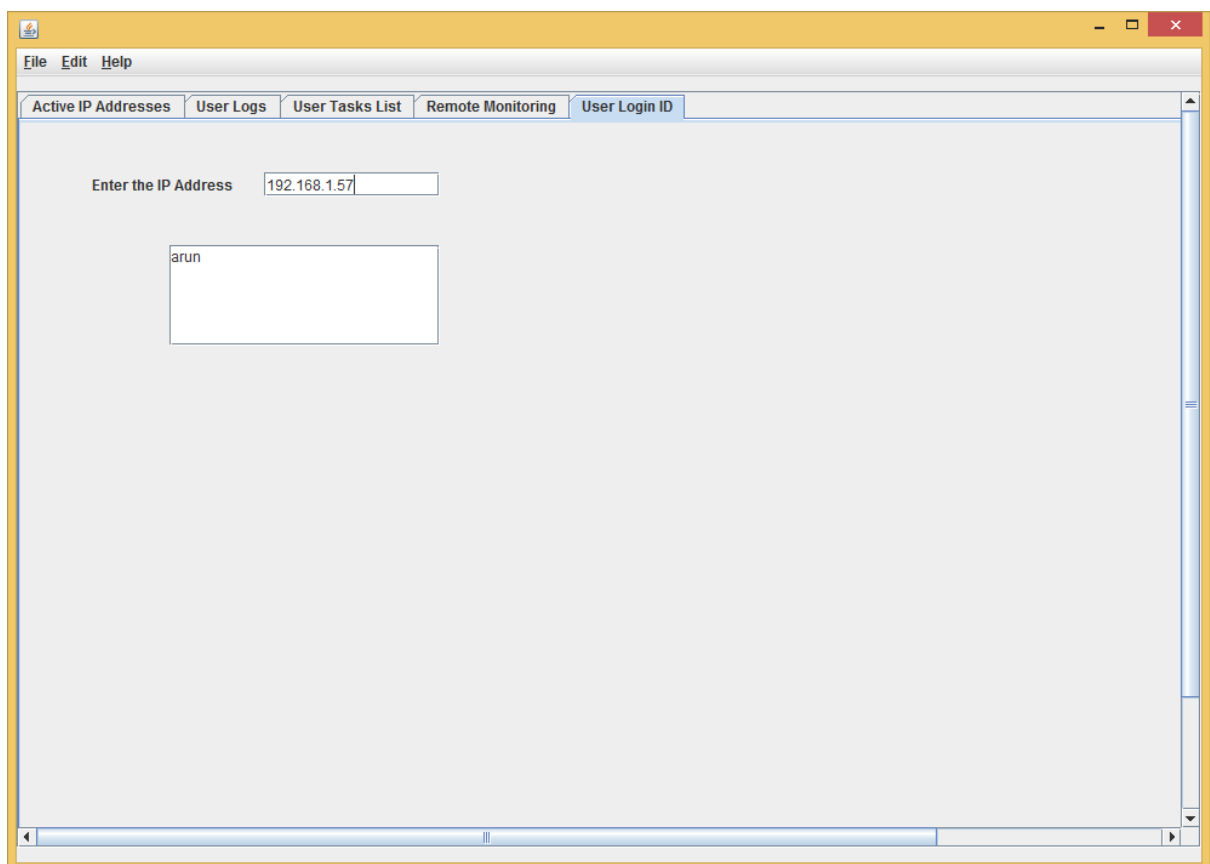 File Edit Help
Active IP Addresses User Logs User Tasks List Remote Monitoring User Login ID
Enter the IP Address 192.168.1.57
arun